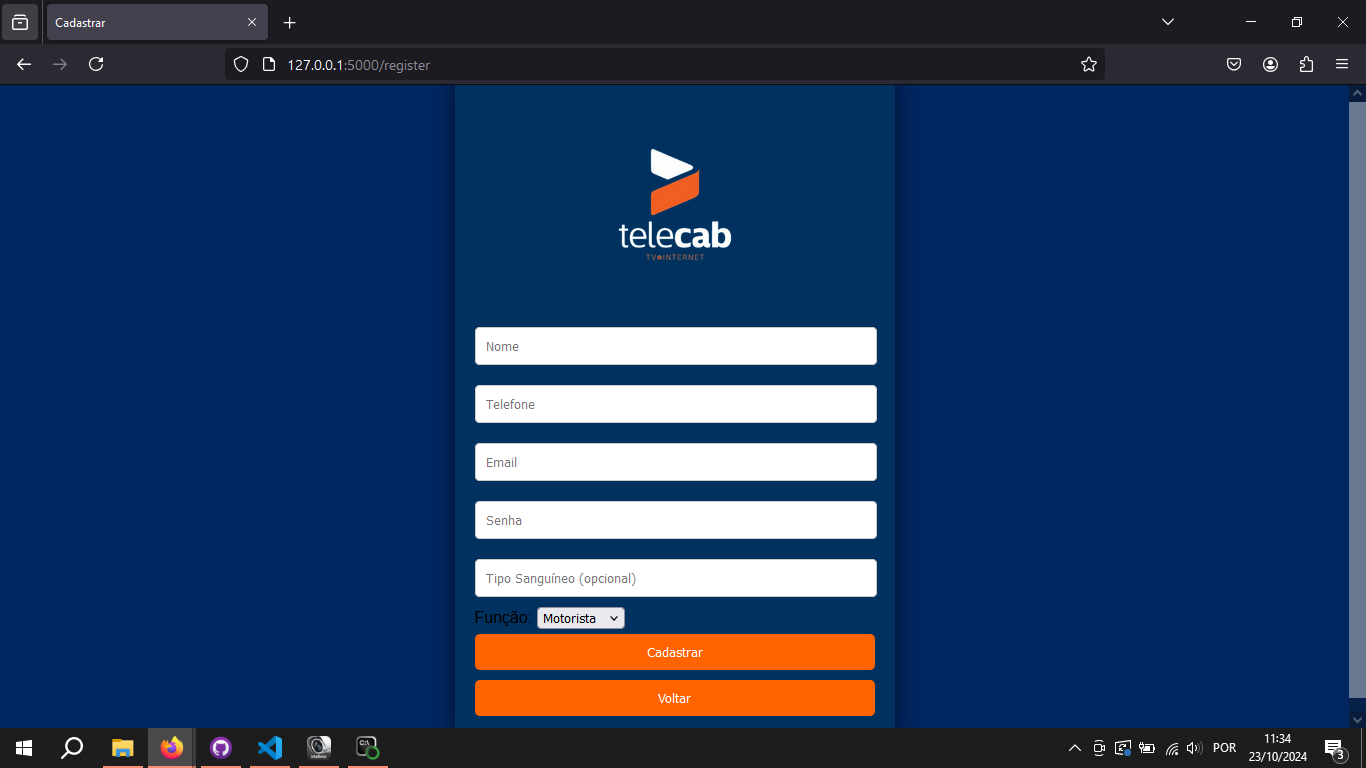 Cadastrar
127.0.0.1:5000/register
telecab
TV INTERNET
Nome
Telefone
Email
Senha
Tipo Sanguíneo (opcional)
Função: Motorista
Cadastrar
Voltar
POR
11:34
23/10/2024
3